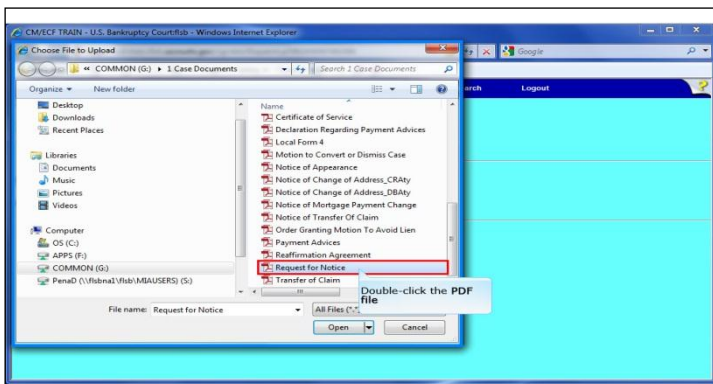 CM/ECF TRAIN - U.S. Bankruptcy Court:flsb - Windows Internet Explorer
Choose File to Upload
Google
« COMMON (G:) ▸ 1 Case Documents
Search 1 Case Documents
Organize
New folder
arch
Logout
Desktop
Downloads
Recent Places
Libraries
Documents
Music
Pictures
Videos
Computer
OS (C:)
APPS (F:)
COMMON (G:)
PenaD (\\flsbna1\flsb\MIAUSERS) (S:)
Name
Certificate of Service
Declaration Regarding Payment Advices
Local Form 4
Motion to Convert or Dismiss Case
Notice of Appearance
Notice of Change of Address_CRAty
Notice of Change of Address_DBAty
Notice of Mortgage Payment Change
Notice of Transfer Of Claim
Order Granting Motion To Avoid Lien
Payment Advices
Reaffirmation Agreement
Request for Notice
Transfer of Claim
Double-click the PDF
file
File name: Request for Notice
All Files (*.*)
Open
Cancel